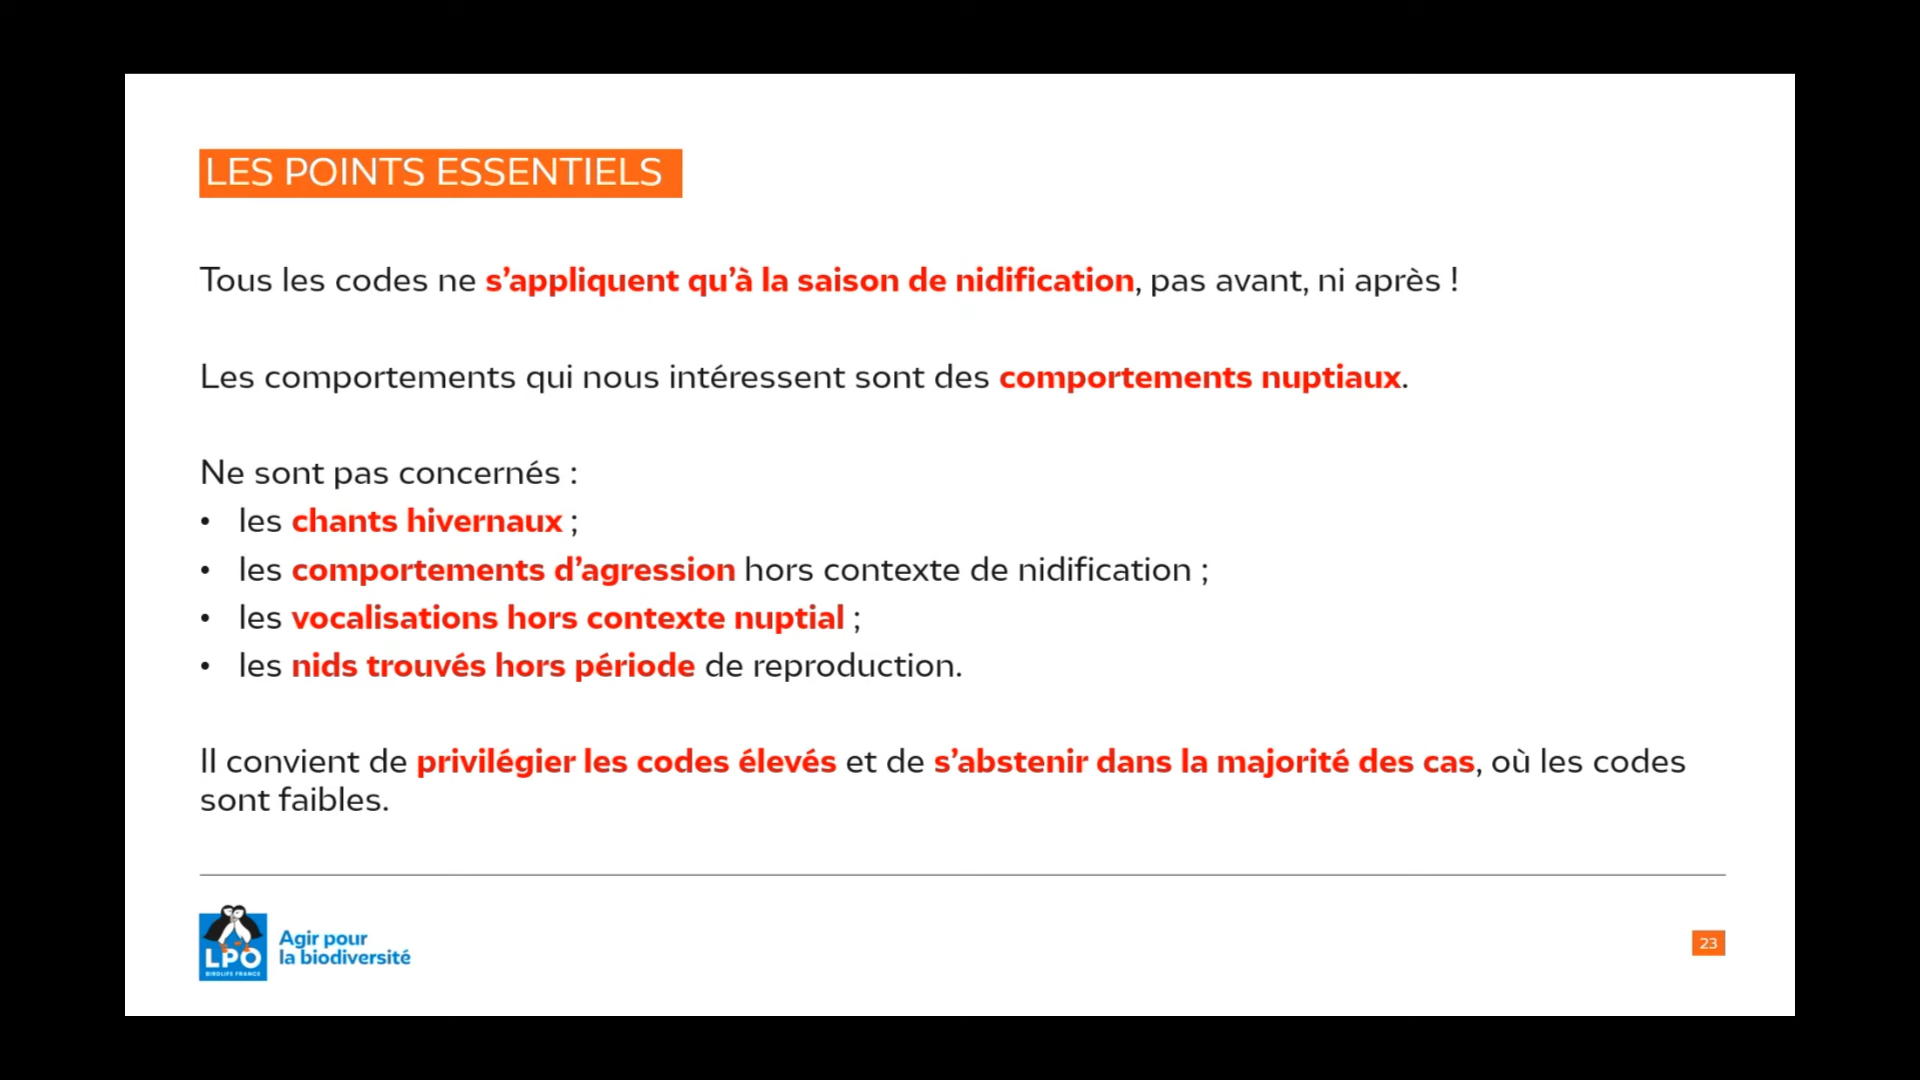 LES POINTS ESSENTIELS
Tous les codes ne s’appliquent qu’à la saison de nidification, pas avant, ni après !
Les comportements qui nous intéressent sont des comportements nuptiaux.
Ne sont pas concernés :
• les chants hivernaux ;
• les comportements d’agression hors contexte de nidification ;
• les vocalisations hors contexte nuptial ;
• les nids trouvés hors période de reproduction.
Il convient de privilégier les codes élevés et de s’abstenir dans la majorité des cas, où les codes
sont faibles.
LPO
BIRDLIFE FRANCE
Agir pour
la biodiversité
23